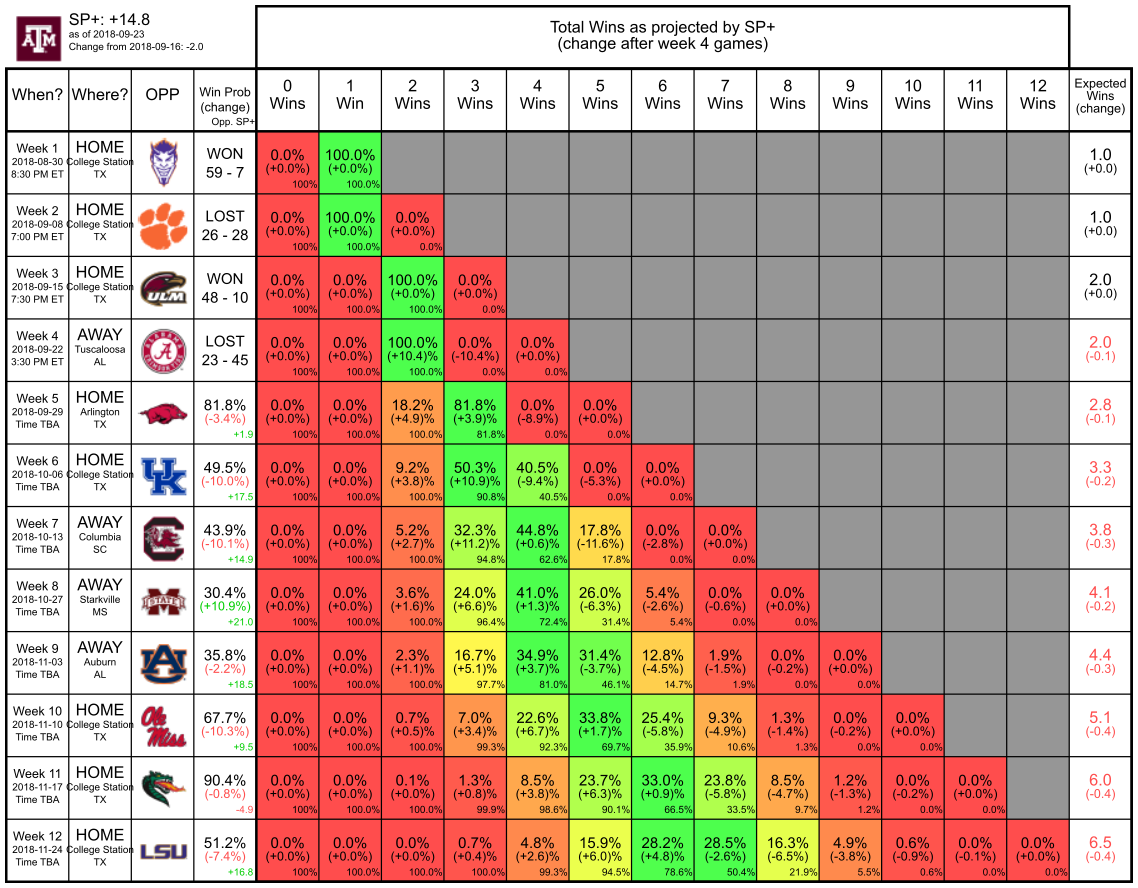 SP+: +14.8
as of 2018-09-23
Change from 2018-09-16: -2.0
Total Wins as projected by SP+
(change after week 4 games)
When? Where? OPP Win Prob (change) Opp. SP+ 0 Wins 1 Win 2 Wins 3 Wins 4 Wins 5 Wins 6 Wins 7 Wins 8 Wins 9 Wins 10 Wins 11 Wins 12 Wins Expected Wins (change)
Week 1 HOME WON 0.0% 100.0% 1.0
2018-08-30 College Station 59 - 7 (+0.0%) (+0.0%) (+0.0)
8:30 PM ET TX 100% 100.0%
Week 2 HOME LOST 0.0% 100.0% 0.0% 1.0
2018-09-08 College Station 26 - 28 (+0.0%) (+0.0%) (+0.0%) (+0.0)
7:00 PM ET TX 100% 100.0% 0.0%
Week 3 HOME WON 0.0% 0.0% 100.0% 0.0% 2.0
2018-09-15 College Station ULM 48 - 10 (+0.0%) (+0.0%) (+0.0%) (+0.0%) (+0.0)
7:30 PM ET TX 100% 100.0% 100.0% 0.0%
Week 4 AWAY LOST 0.0% 0.0% 100.0% 0.0% 0.0% 2.0
2018-09-22 Tuscaloosa A 23 - 45 (+0.0%) (+0.0%) (+10.4)% (-10.4%) (+0.0%) (-0.1)
3:30 PM ET AL 100% 100.0% 100.0% 0.0% 0.0%
Week 5 HOME 81.8% 0.0% 0.0% 18.2% 81.8% 0.0% 0.0% 2.8
2018-09-29 Arlington (-3.4%) (+0.0%) (+0.0%) (+4.9)% (+3.9)% (-8.9%) (+0.0%) (-0.1)
Time TBA TX +1.9 100% 100.0% 100.0% 81.8% 0.0% 0.0%
Week 6 HOME UK 49.5% 0.0% 0.0% 9.2% 50.3% 40.5% 0.0% 0.0% 3.3
2018-10-06 College Station (-10.0%) (+0.0%) (+0.0%) (+3.8)% (+10.9)% (-9.4%) (-5.3%) (+0.0%) (-0.2)
Time TBA TX +17.5 100% 100.0% 100.0% 90.8% 40.5% 0.0% 0.0%
Week 7 AWAY C 43.9% 0.0% 0.0% 5.2% 32.3% 44.8% 17.8% 0.0% 0.0% 3.8
2018-10-13 Columbia (-10.1%) (+0.0%) (+0.0%) (+2.7)% (+11.2)% (+0.6)% (-11.6%) (-2.8%) (+0.0%) (-0.3)
Time TBA SC +14.9 100% 100.0% 100.0% 94.8% 62.6% 17.8% 0.0% 0.0%
Week 8 AWAY 30.4% 0.0% 0.0% 3.6% 24.0% 41.0% 26.0% 5.4% 0.0% 0.0% 4.1
2018-10-27 Starkville STATE (+10.9%) (+0.0%) (+0.0%) (+1.6)% (+6.6)% (+1.3)% (-6.3%) (-2.6%) (-0.6%) (+0.0%) (-0.2)
Time TBA MS +21.0 100% 100.0% 100.0% 96.4% 72.4% 31.4% 5.4% 0.0% 0.0%
Week 9 AWAY AU 35.8% 0.0% 0.0% 2.3% 16.7% 34.9% 31.4% 12.8% 1.9% 0.0% 0.0% 4.4
2018-11-03 Auburn (-2.2%) (+0.0%) (+0.0%) (+1.1)% (+5.1)% (+3.7)% (-3.7%) (-4.5%) (-1.5%) (-0.2%) (+0.0%) (-0.3)
Time TBA AL +18.5 100% 100.0% 100.0% 97.7% 81.0% 46.1% 14.7% 1.9% 0.0% 0.0%
Week 10 HOME Ole Miss 67.7% 0.0% 0.0% 0.7% 7.0% 22.6% 33.8% 25.4% 9.3% 1.3% 0.0% 0.0% 5.1
2018-11-10 College Station (-10.3%) (+0.0%) (+0.0%) (+0.5)% (+3.4)% (+6.7)% (+1.7)% (-5.8%) (-4.9%) (-1.4%) (-0.2%) (+0.0%) (-0.4)
Time TBA TX +9.5 100% 100.0% 100.0% 99.3% 92.3% 69.7% 35.9% 10.6% 1.3% 0.0% 0.0%
Week 11 HOME 90.4% 0.0% 0.0% 0.1% 1.3% 8.5% 23.7% 33.0% 23.8% 8.5% 1.2% 0.0% 0.0% 6.0
2018-11-17 College Station (-0.8%) (+0.0%) (+0.0%) (+0.1%) (+0.8)% (+3.8)% (+6.3)% (+0.9)% (-5.8%) (-4.7%) (-1.3%) (-0.2%) (+0.0%) (-0.4)
Time TBA TX -4.9 100% 100.0% 100.0% 99.9% 98.6% 90.1% 66.5% 33.5% 9.7% 1.2% 0.0% 0.0%
Week 12 HOME LSU 51.2% 0.0% 0.0% 0.0% 0.7% 4.8% 15.9% 28.2% 28.5% 16.3% 4.9% 0.6% 0.0% 0.0% 6.5
2018-11-24 College Station (-7.4%) (+0.0%) (+0.0%) (+0.0%) (+0.4)% (+2.6)% (+6.0)% (+4.8)% (-2.6%) (-6.5%) (-3.8%) (-0.9%) (-0.1%) (+0.0%) (-0.4)
Time TBA TX +16.8 100% 100.0% 100.0% 100.0% 99.3% 94.5% 78.6% 50.4% 21.9% 5.5% 0.6% 0.0% 0.0%